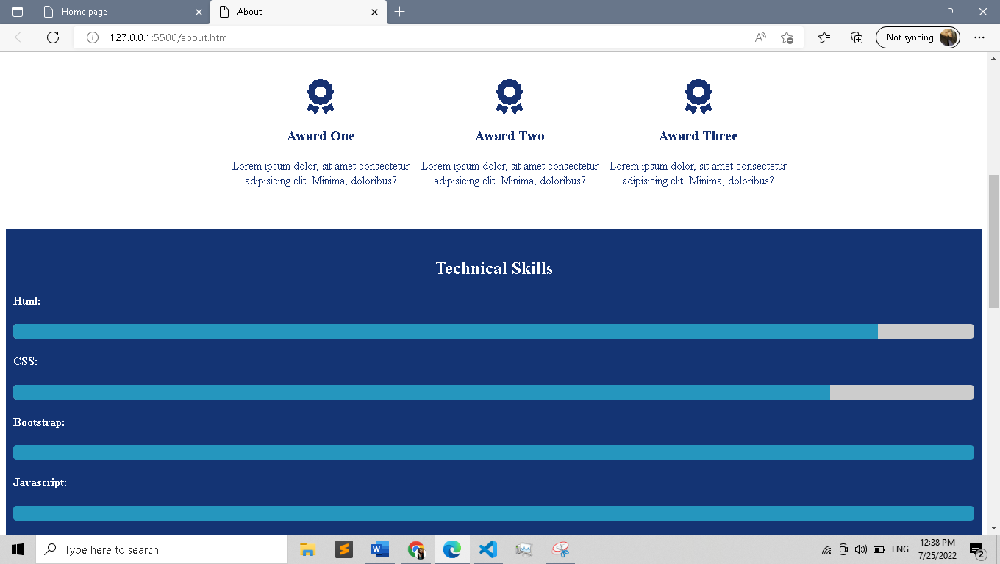 Home page
About
127.0.0.1:5500/about.html
Not syncing
Award One
Award Two
Award Three
Lorem ipsum dolor, sit amet consectetur
adipisicing elit. Minima, doloribus?
Lorem ipsum dolor, sit amet consectetur
adipisicing elit. Minima, doloribus?
Lorem ipsum dolor, sit amet consectetur
adipisicing elit. Minima, doloribus?
Technical Skills
Html:
CSS:
Bootstrap:
Javascript:
Type here to search
ENG
12:38 PM
7/25/2022
2